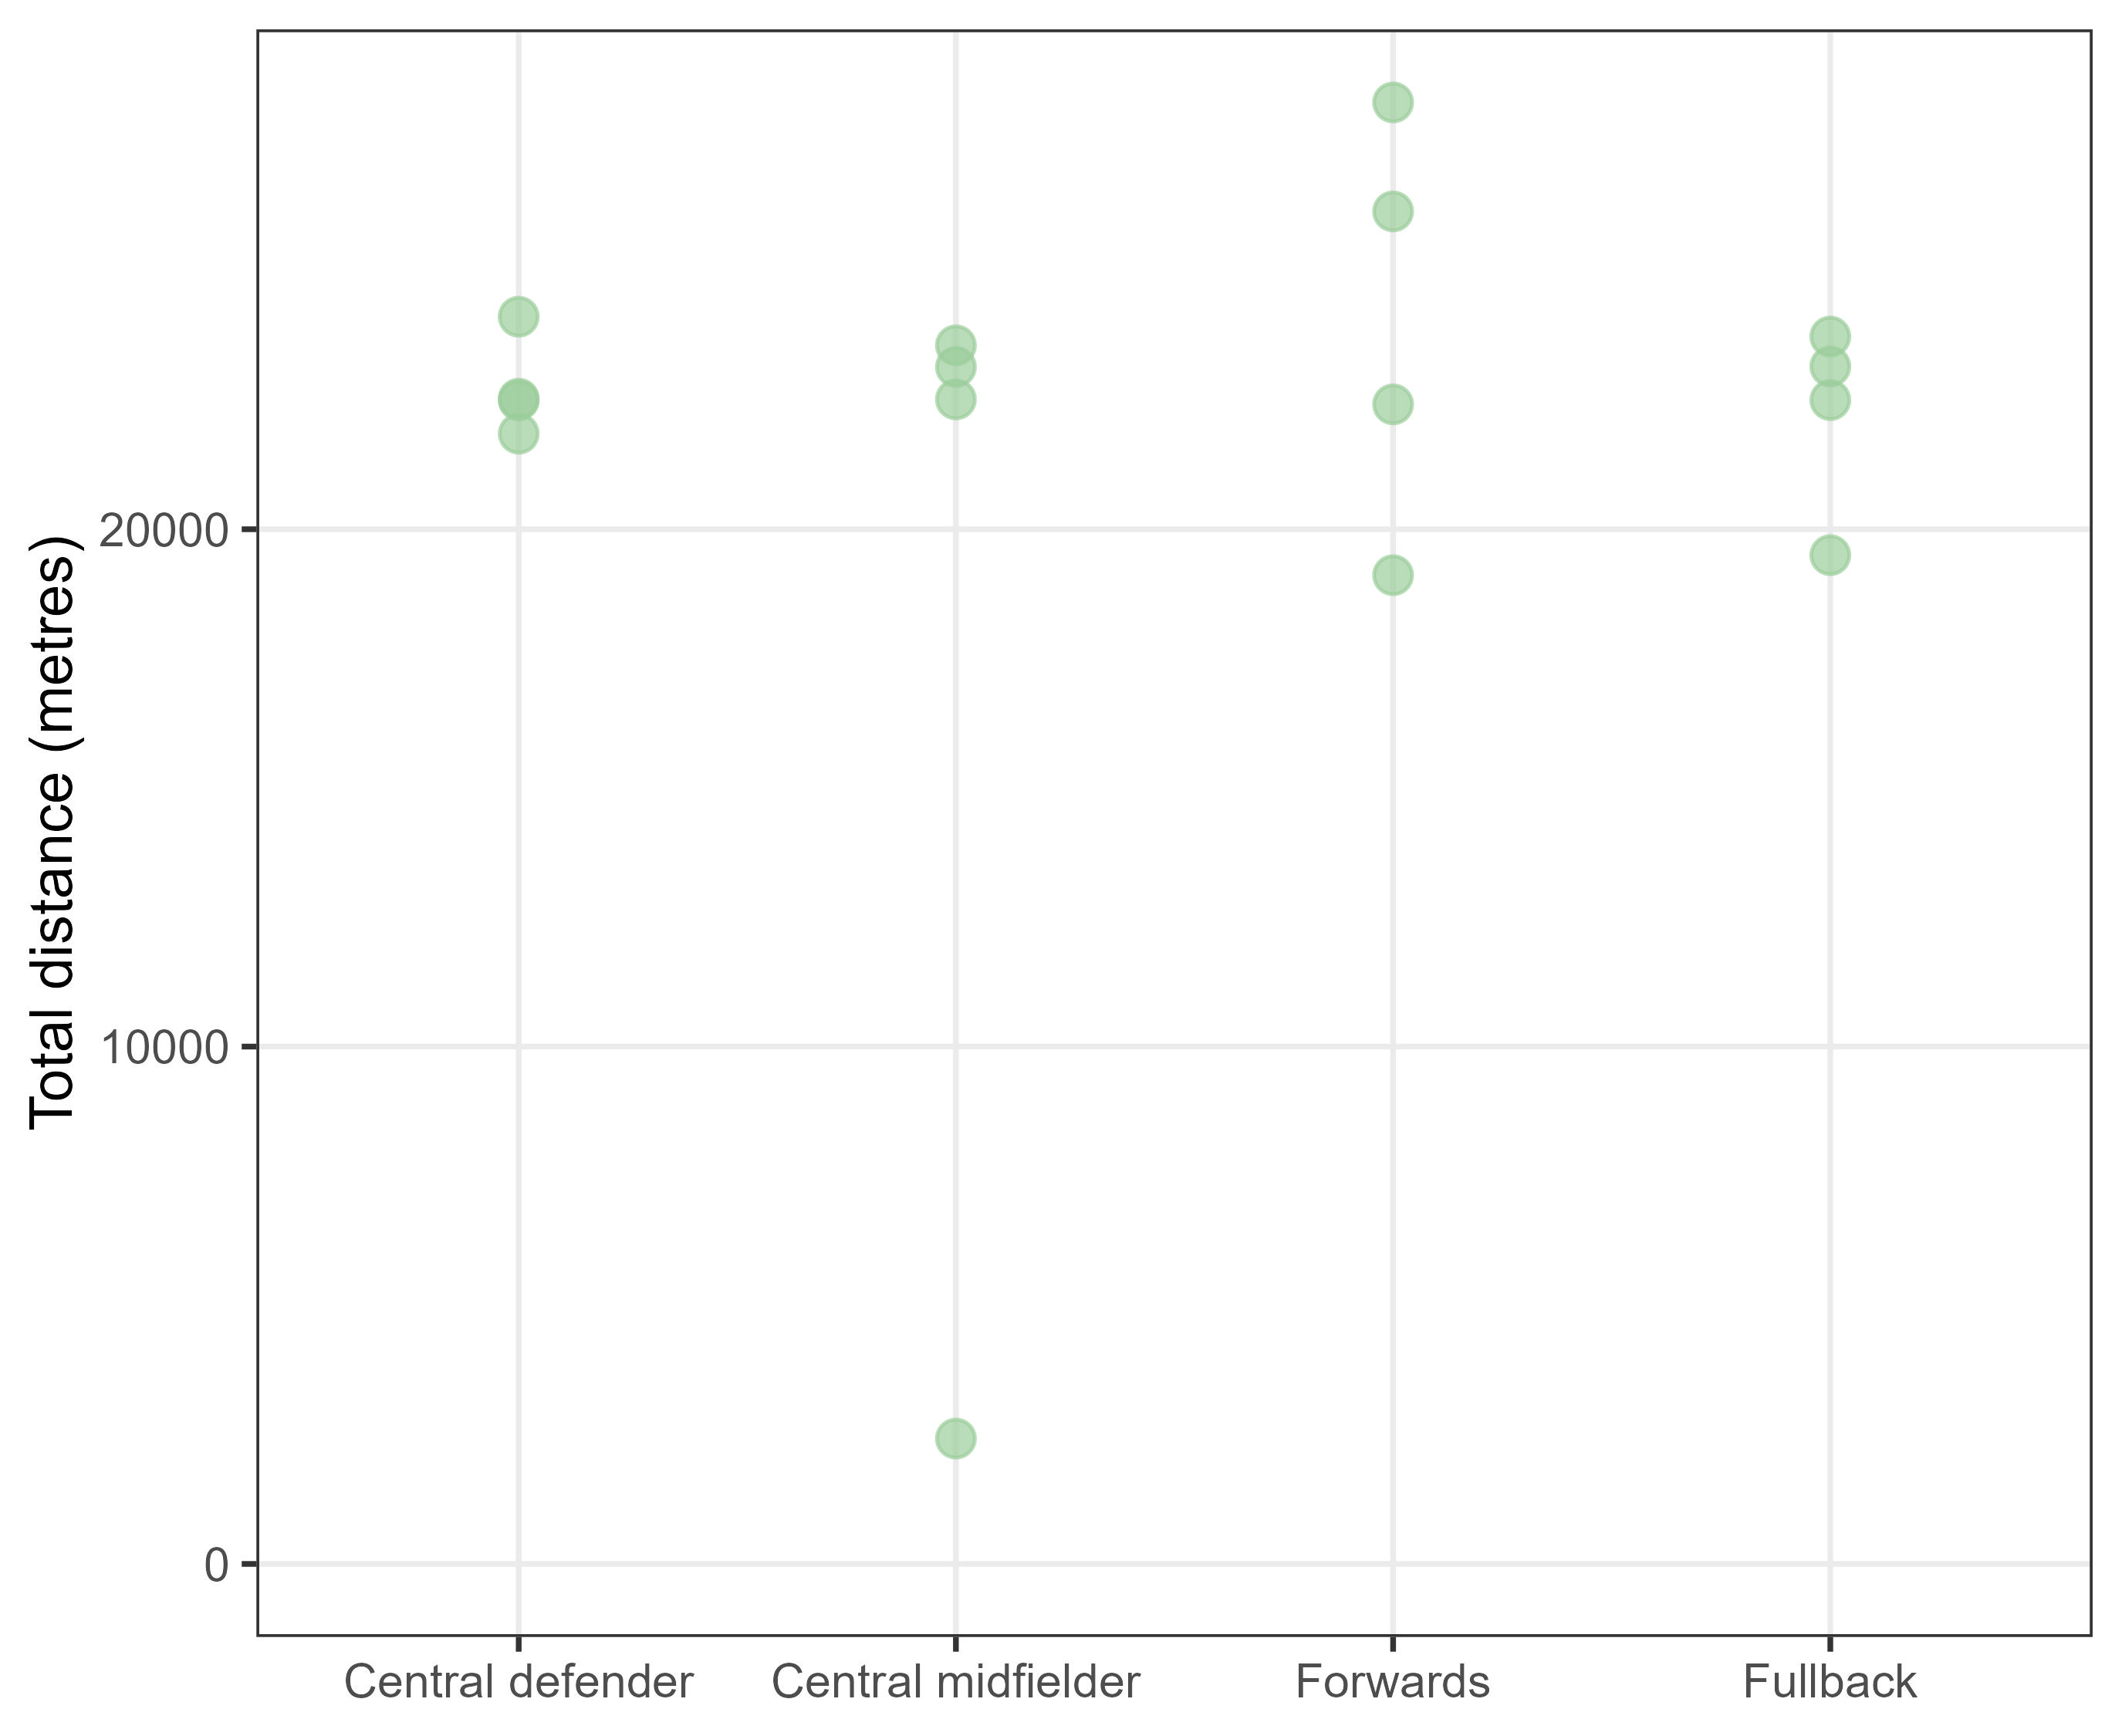 Total distance (metres)
20000
10000
0
Central defender
Central midfielder
Forwards
Fullback